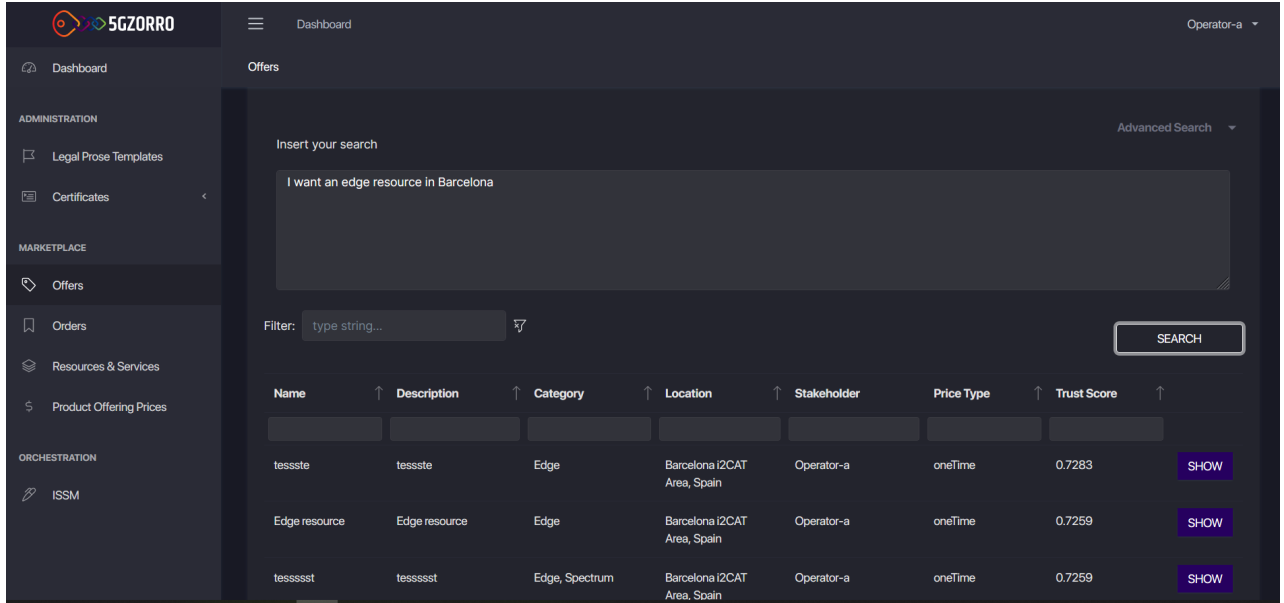 5GZORRO
Dashboard
Operator-a
Dashboard
Offers
ADMINISTRATION
Legal Prose Templates
Certificates
MARKETPLACE
Offers
Orders
Resources & Services
Product Offering Prices
ORCHESTRATION
ISSM
Advanced Search
Insert your search
I want an edge resource in Barcelona
Filter: type string...
SEARCH
Name Description Category Location Stakeholder Price Type Trust Score
tessste tessste Edge Barcelona i2CAT Operator-a oneTime 0.7283 SHOW
Area, Spain
Edge resource Edge resource Edge Barcelona i2CAT Operator-a oneTime 0.7259 SHOW
Area, Spain
tessssst tessssst Edge, Spectrum Barcelona i2CAT Operator-a oneTime 0.7259 SHOW
Area, Spain